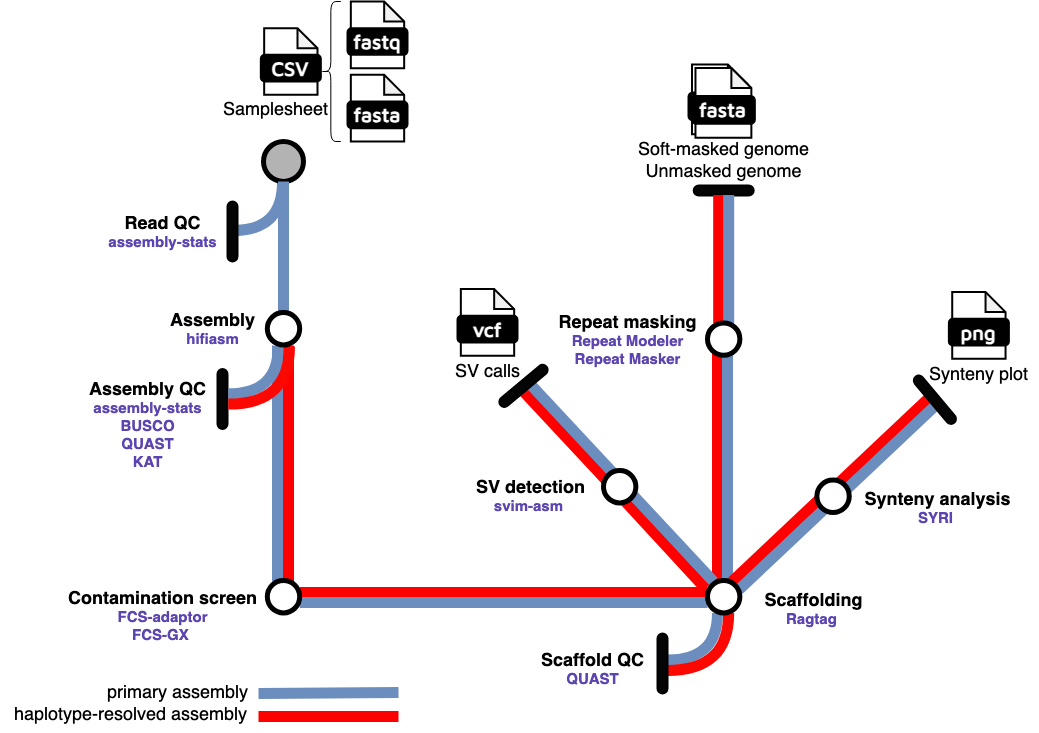 CSV
fastq
fasta
Samplesheet
Read QC
assembly-stats
Assembly
hifiasm
Assembly QC
assembly-stats
BUSCO
QUAST
KAT
Contamination screen
FCS-adaptor
FCS-GX
vcf
SV calls
SV detection
svim-asm
fasta
Soft-masked genome
Unmasked genome
Repeat masking
Repeat Modeler
Repeat Masker
png
Synteny plot
Synteny analysis
SYRI
Scaffolding
Ragtag
Scaffold QC
QUAST
primary assembly
haplotype-resolved assembly